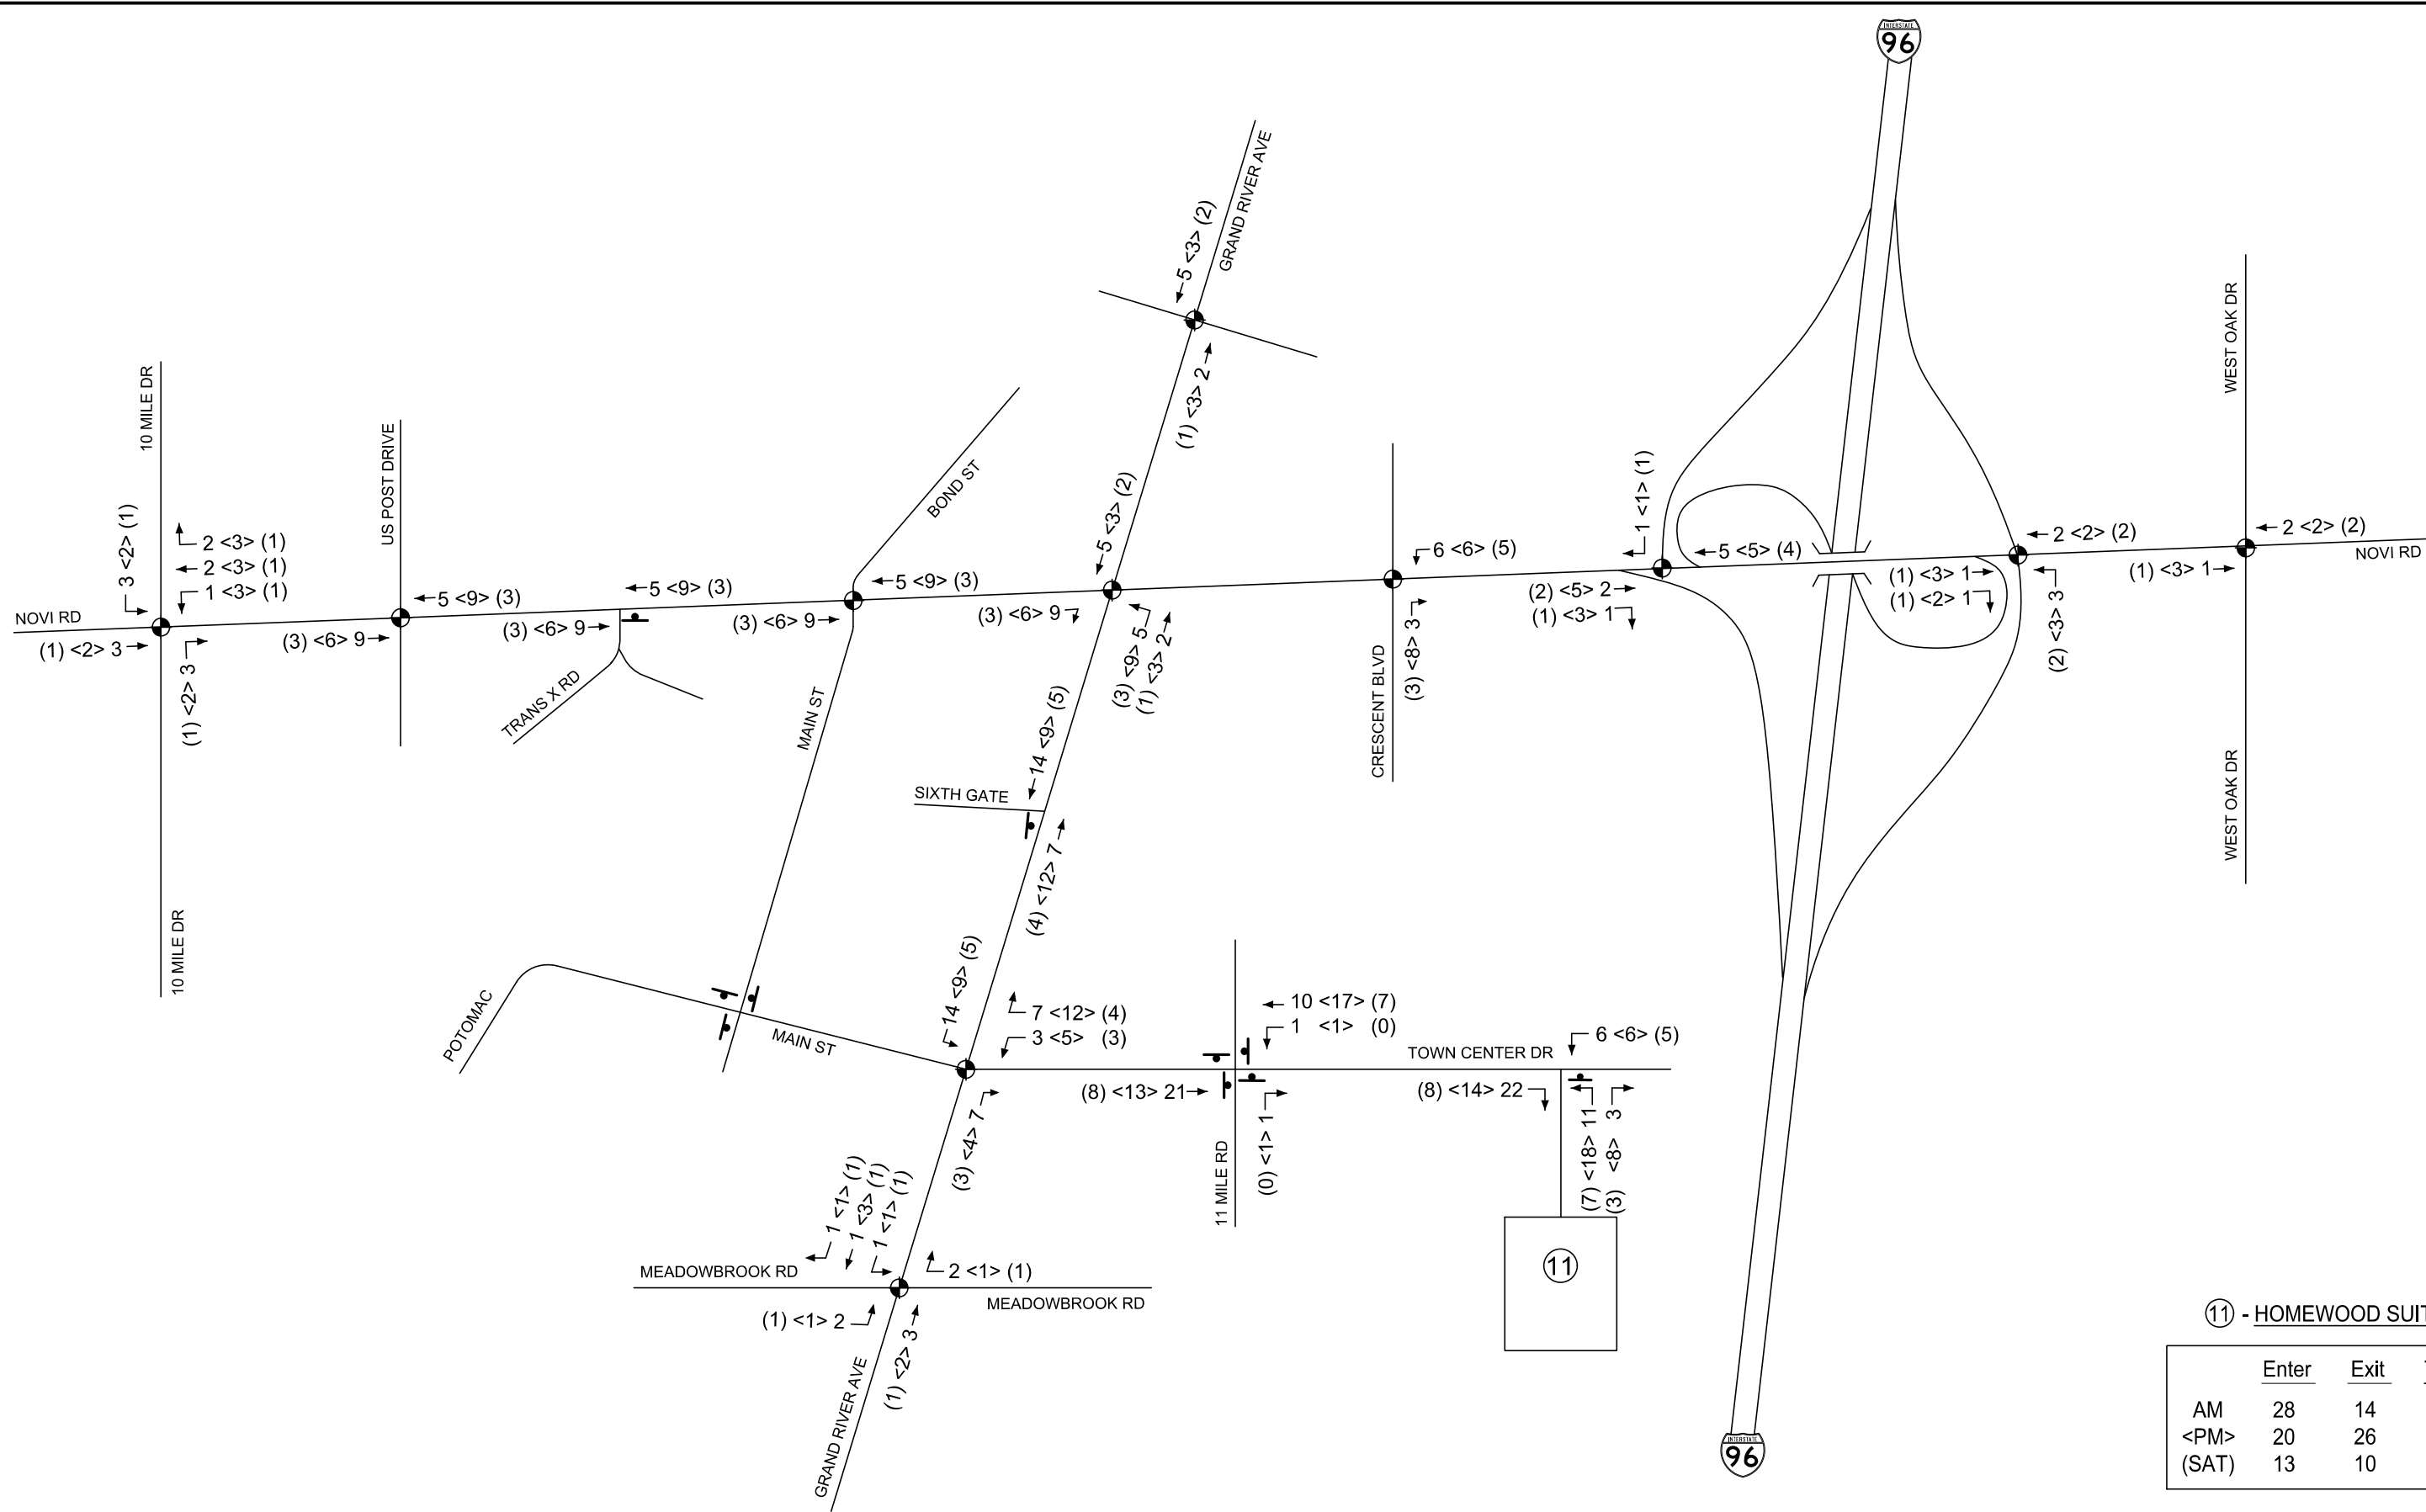 INTERSTATE
96
GRAND RIVER AVE
5 <3> (2)
(1) <3> 2
10 MILE DR
US POST DRIVE
BOND ST
WEST OAK DR
3 <2> (1)
2 <3> (1)
2 <3> (1)
1 <3> (1)
NOVI RD
(1) <2> 3
(1) <2> 3
5 <9> (3)
(3) <6> 9
5 <9> (3)
(3) <6> 9
5 <9> (3)
(3) <6> 9
5 <3> (2)
(3) <6> 9
(3) <9> 5
(1) <3> 2
6 <6> (5)
(3) <8> 3
CRESCENT BLVD
1 <1> (1)
(2) <5> 2
(1) <3> 1
5 <5> (4)
(1) <3> 1
(1) <2> 1
2 <2> (2)
(2) <3> 3
2 <2> (2)
(1) <3> 1
NOVI RD
TRANS X RD
MAIN ST
14 <9> (5)
SIXTH GATE
(4) <12> 7
WEST OAK DR
10 MILE DR
POTOMAC
MAIN ST
14 <9> (5)
7 <12> (4)
3 <5> (3)
10 <17> (7)
1 <1> (0)
TOWN CENTER DR
6 <6> (5)
(8) <13> 21
(8) <14> 22
(3) <4> 7
11 MILE RD
(0) <1> 1
(7) <18> 11
(3) <8> 3
1 <1> (1)
1 <3> (1)
1 <1> (1)
MEADOWBROOK RD
2 <1> (1)
MEADOWBROOK RD
(1) <1> 2
(1) <2> 3
GRAND RIVER AVE
11
INTERSTATE
96
11 - HOMEWOOD SUIT
Enter Exit
AM 28 14
<PM> 20 26
(SAT) 13 10